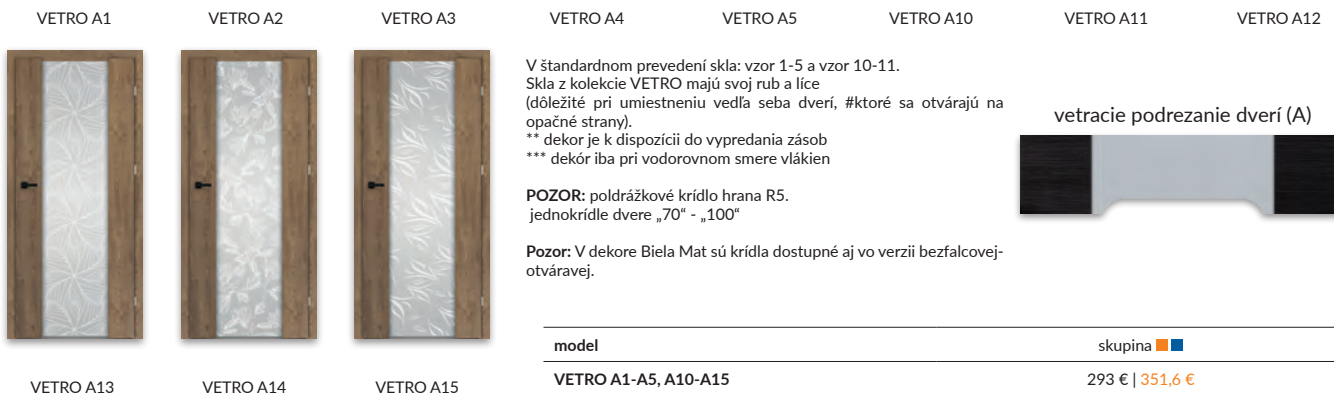 VETRO A1 VETRO A2 VETRO A3 VETRO A4 VETRO A5 VETRO A10 VETRO A11 VETRO A12
V štandardnom prevedení skla: vzor 1-5 a vzor 10-11.
Skla z kolekcie VETRO majú svoj rub a líce
(dôležité pri umiestneniu vedľa seba dverí, #ktoré sa otvárajú na
opačné strany).
** dekor je k dispozícii do vypredania zásob
*** dekór iba pri vodorovnom smere vlákien
POZOR: poldrážkové krídlo hrana R5.
jednokrídle dvere „70“ - „100“
Pozor: V dekore Biela Mat sú krídla dostupné aj vo verzii bezfalcovej-
otváravej.
vetracie podrezanie dverí (A)
VETRO A13 VETRO A14 VETRO A15
model skupina
VETRO A1-A5, A10-A15 293 € | 351,6 €